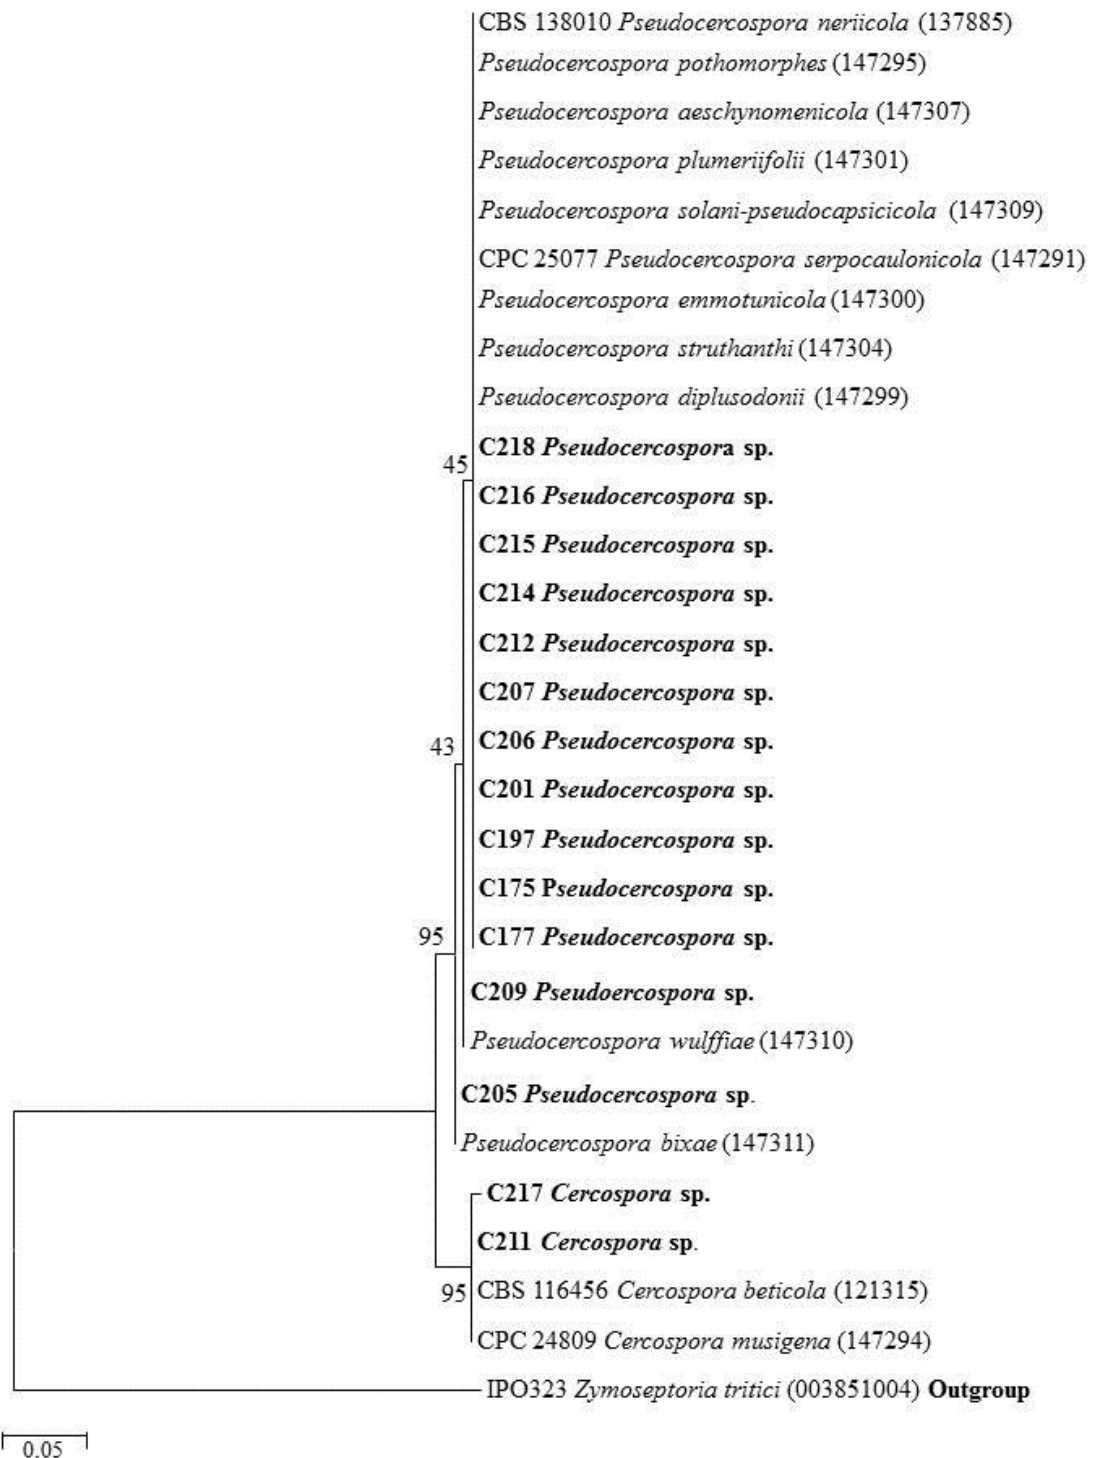 CBS 138010 Pseudocercospora neriicola (137885)
Pseudocercospora pothomorphes (147295)
Pseudocercospora aeschynomenicola (147307)
Pseudocercospora plumeriifolii (147301)
Pseudocercospora solani-pseudocapsicicola (147309)
CPC 25077 Pseudocercospora serpocaulonicola (147291)
Pseudocercospora emmotunicola (147300)
Pseudocercospora struthanthi (147304)
Pseudocercospora diplusodonii (147299)
C218 Pseudocercospora sp.
45
C216 Pseudocercospora sp.
C215 Pseudocercospora sp.
C214 Pseudocercospora sp.
C212 Pseudocercospora sp.
C207 Pseudocercospora sp.
C206 Pseudocercospora sp.
43
C201 Pseudocercospora sp.
C197 Pseudocercospora sp.
C175 Pseudocercospora sp.
95 C177 Pseudocercospora sp.
C209 Pseudoercospora sp.
Pseudocercospora wulffiae (147310)
C205 Pseudocercospora sp.
Pseudocercospora bixae (147311)
C217 Cercospora sp.
C211 Cercospora sp.
95 CBS 116456 Cercospora beticola (121315)
CPC 24809 Cercospora musigena (147294)
IPO323 Zymoseptoria tritici (003851004) Outgroup
0.05